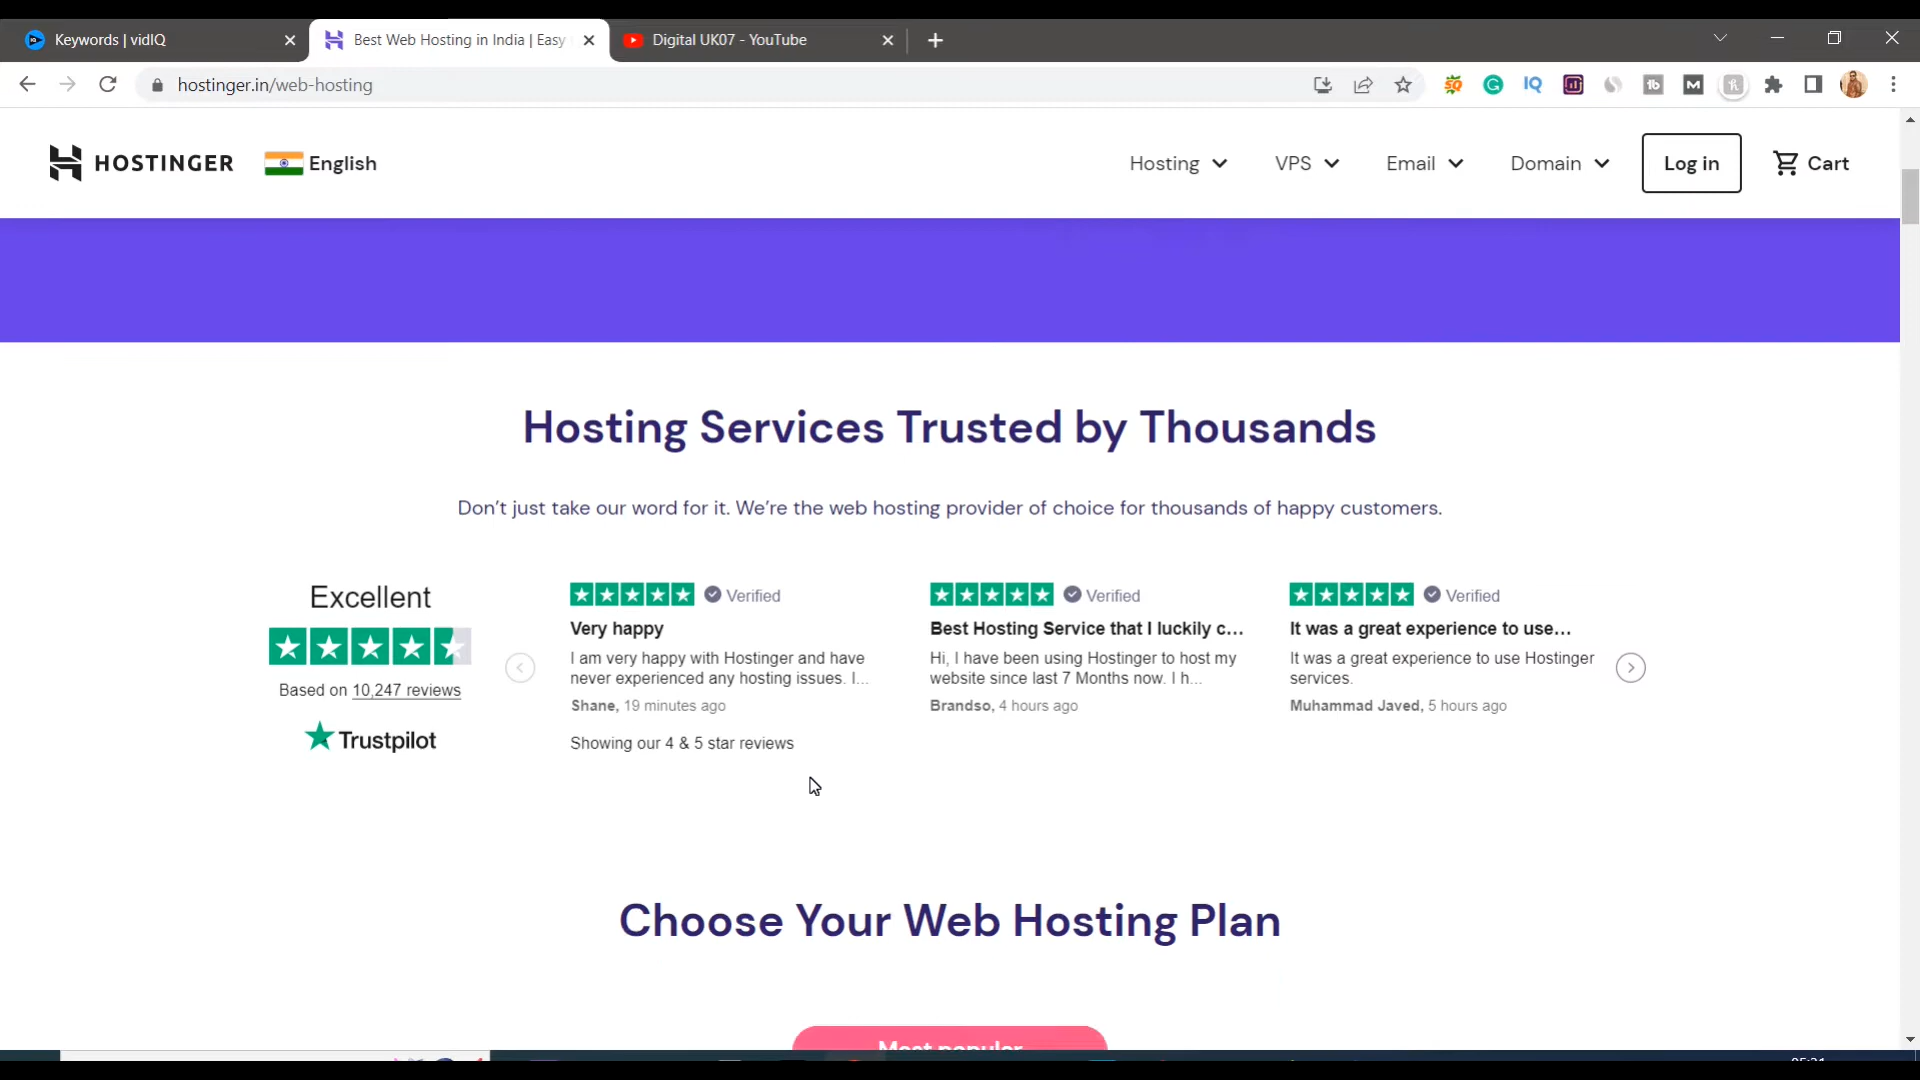 Keywords | vidIQ
Best Web Hosting in India | Easy
Digital UK07 - YouTube
hostinger.in/web-hosting
HOSTINGER
English
Hosting
VPS
Email
Domain
Log in
Cart
Hosting Services Trusted by Thousands
Don’t just take our word for it. We’re the web hosting provider of choice for thousands of happy customers.
Excellent
Based on 10,247 reviews
Trustpilot
Verified
Very happy
I am very happy with Hostinger and have
never experienced any hosting issues. I...
Shane, 19 minutes ago
Showing our 4 & 5 star reviews
Verified
Best Hosting Service that I luckily c...
Hi, I have been using Hostinger to host my
website since last 7 Months now. I h...
Brandso, 4 hours ago
Verified
It was a great experience to use...
It was a great experience to use Hostinger
services.
Muhammad Javed, 5 hours ago
Choose Your Web Hosting Plan
Most popular